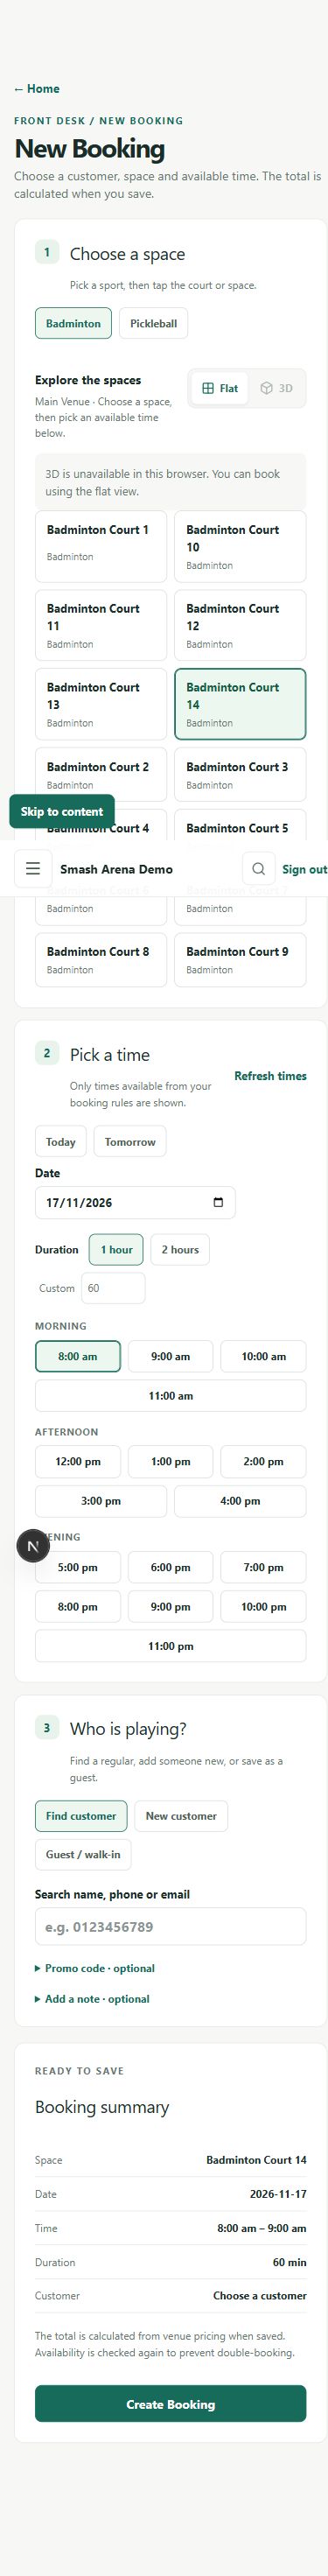 ← Home
FRONT DESK / NEW BOOKING
New Booking
Choose a customer, space and available time. The total is
calculated when you save.
1
Choose a space
Pick a sport, then tap the court or space.
Badminton
Pickleball
Explore the spaces
Main Venue · Choose a space,
then pick an available time
below.
Flat
3D
3D is unavailable in this browser. You can book
using the flat view.
Badminton Court 1
Badminton
Badminton Court
10
Badminton
Badminton Court
11
Badminton
Badminton Court
12
Badminton
Badminton Court
13
Badminton
Badminton Court
14
Badminton
Badminton Court 2
Badminton
Badminton Court 3
Badminton
Skip to content
Court 4
Badminton Court 5
Smash Arena Demo
Sign out
Badminton Court 8
Badminton
Badminton Court 9
Badminton
2
Pick a time
Refresh times
Only times available from your
booking rules are shown.
Today
Tomorrow
Date
17/11/2026
Duration
1 hour
2 hours
Custom
60
MORNING
8:00 am
9:00 am
10:00 am
11:00 am
AFTERNOON
12:00 pm
1:00 pm
2:00 pm
3:00 pm
4:00 pm
N
ENING
5:00 pm
6:00 pm
7:00 pm
8:00 pm
9:00 pm
10:00 pm
11:00 pm
3
Who is playing?
Find a regular, add someone new, or save as a
guest.
Find customer
New customer
Guest / walk-in
Search name, phone or email
e.g. 0123456789
▶ Promo code · optional
▶ Add a note · optional
READY TO SAVE
Booking summary
Space
Badminton Court 14
Date
2026-11-17
Time
8:00 am – 9:00 am
Duration
60 min
Customer
Choose a customer
The total is calculated from venue pricing when saved.
Availability is checked again to prevent double-booking.
Create Booking